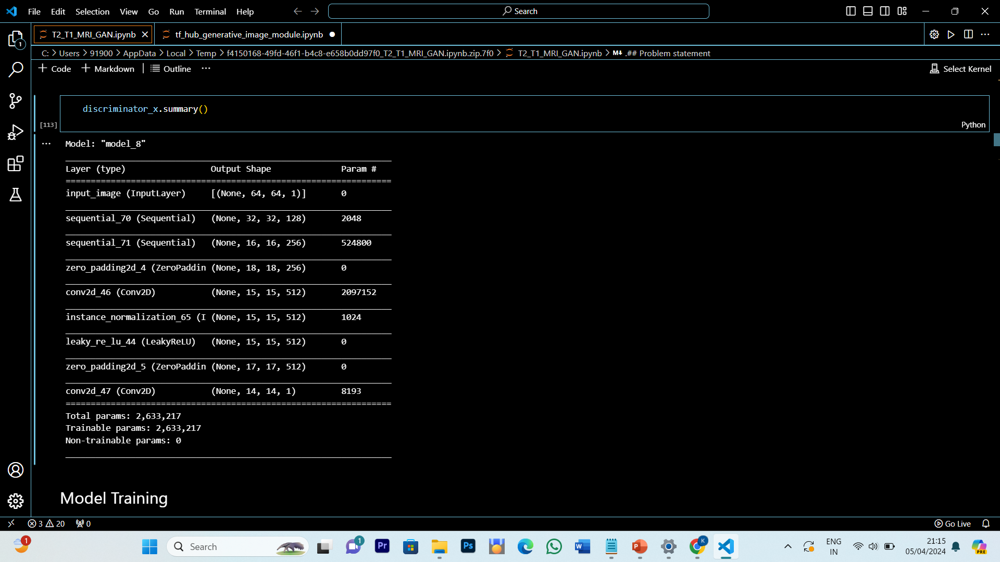 File Edit Selection View Go Run Terminal Help Search
T2_T1_MRI_GAN.ipynb tf_hub_generative_image_module.ipynb
1
C: > Users > 91900 > AppData > Local > Temp > f4150168-49fd-46f1-b4c8-e658b0dd97f0_T2_T1_MRI_GAN.ipynb.zip.7f0 > T2_T1_MRI_GAN.ipynb > M↓ .## Problem statement
+ Code + Markdown | Outline ... Select Kernel
discriminator_x.summary()
[113] Python
... Model: "model_8"
Layer (type) Output Shape Param #
=================================================================
input_image (InputLayer) [(None, 64, 64, 1)] 0
sequential_70 (Sequential) (None, 32, 32, 128) 2048
sequential_71 (Sequential) (None, 16, 16, 256) 524800
zero_padding2d_4 (ZeroPaddin (None, 18, 18, 256) 0
conv2d_46 (Conv2D) (None, 15, 15, 512) 2097152
instance_normalization_65 (I (None, 15, 15, 512) 1024
leaky_re_lu_44 (LeakyReLU) (None, 15, 15, 512) 0
zero_padding2d_5 (ZeroPaddin (None, 17, 17, 512) 0
conv2d_47 (Conv2D) (None, 14, 14, 1) 8193
=================================================================
Total params: 2,633,217
Trainable params: 2,633,217
Non-trainable params: 0
Model Training
3 20 0 Go Live
1 Search 1 Pr Ps W P K ENG 21:15 PRE
IN 05/04/2024